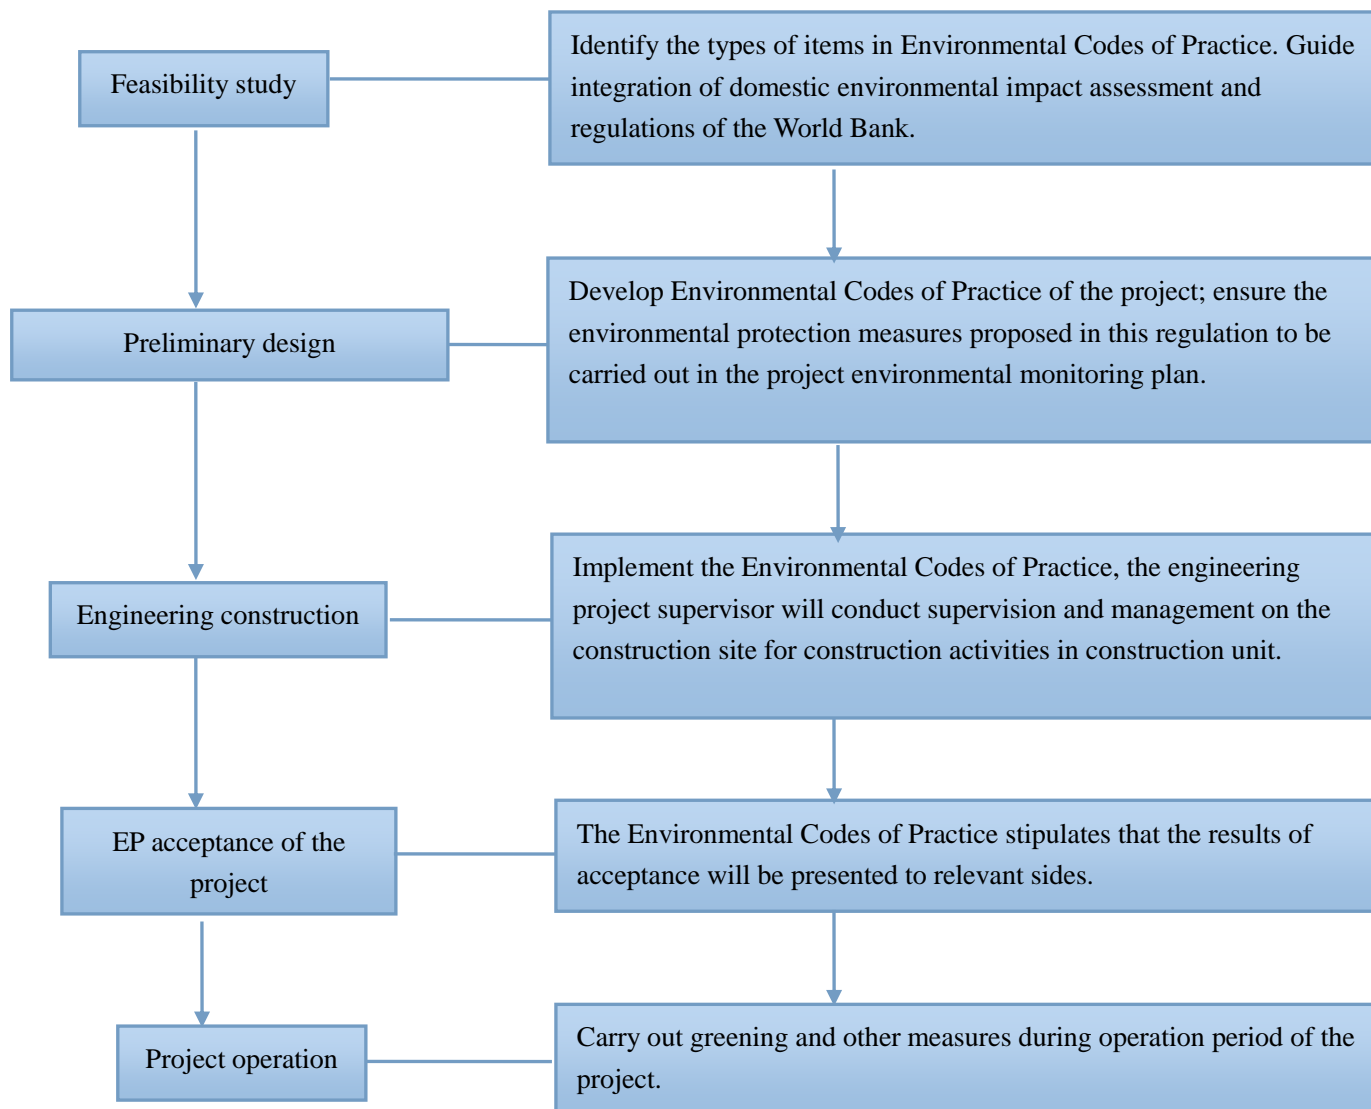 Feasibility study
Identify the types of items in Environmental Codes of Practice. Guide
integration of domestic environmental impact assessment and
regulations of the World Bank.
Preliminary design
Develop Environmental Codes of Practice of the project; ensure the
environmental protection measures proposed in this regulation to be
carried out in the project environmental monitoring plan.
Engineering construction
Implement the Environmental Codes of Practice, the engineering
project supervisor will conduct supervision and management on the
construction site for construction activities in construction unit.
EP acceptance of the
project
The Environmental Codes of Practice stipulates that the results of
acceptance will be presented to relevant sides.
Project operation
Carry out greening and other measures during operation period of the
project.